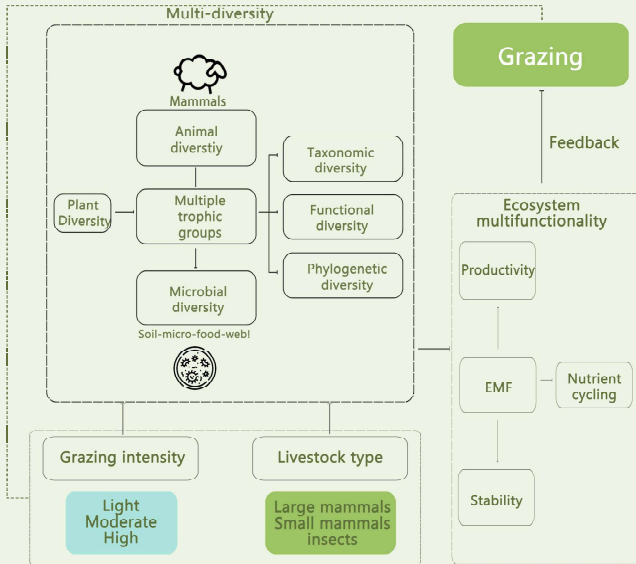 Multi-diversity
Grazing
Mammals
Animal
diverstiy
Feedback
Taxonomic
diversity
Plant
Diversity
Multiple
trophic
groups
Functional
diversity
Phylogenetic
diversity
Microbial
diversity
Soil-micro-food-web!
Ecosystem
multifunctionality
Productivity
EMF
Nutrient
cycling
Stability
Grazing intensity
Livestock type
Light
Moderate
High
Large mammals
Small mammals
insects